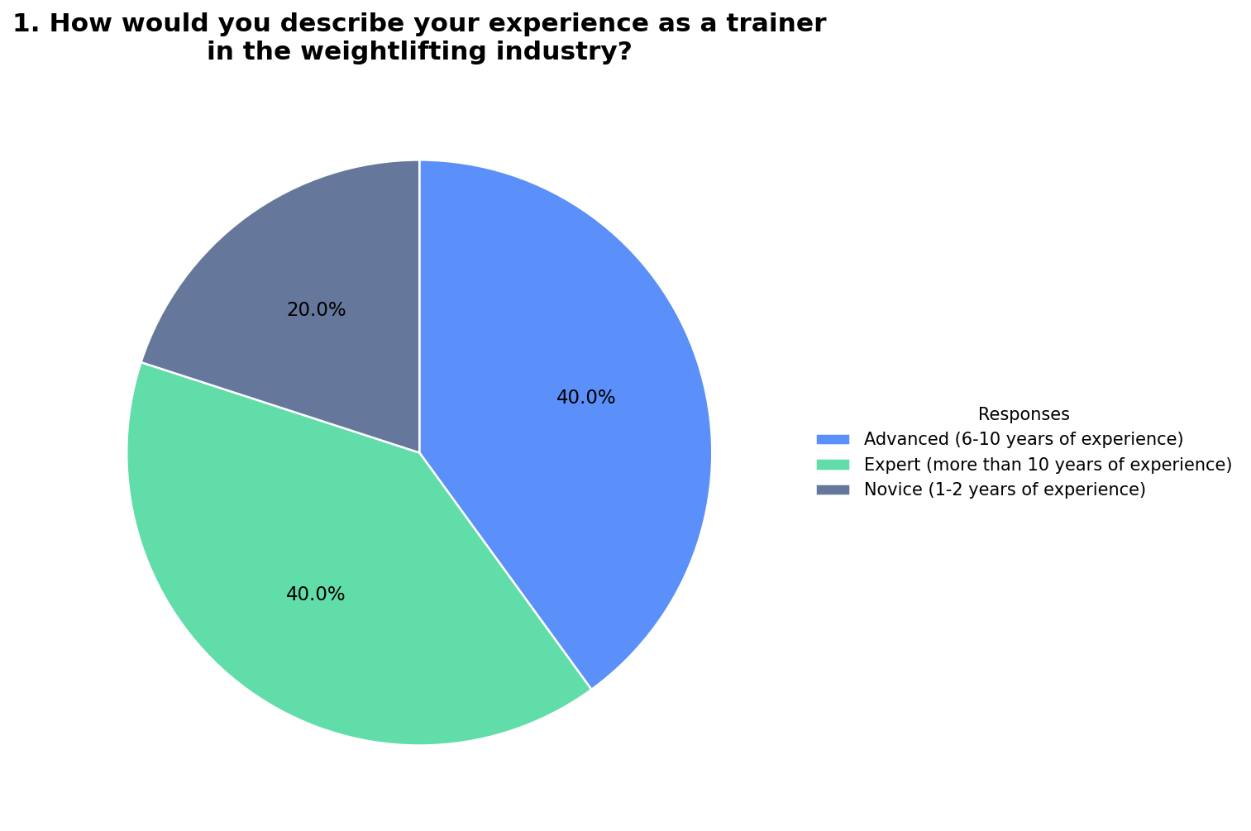 1. How would you describe your experience as a trainer
in the weightlifting industry?
20.0%
40.0%
40.0%
Responses
Advanced (6-10 years of experience)
Expert (more than 10 years of experience)
Novice (1-2 years of experience)